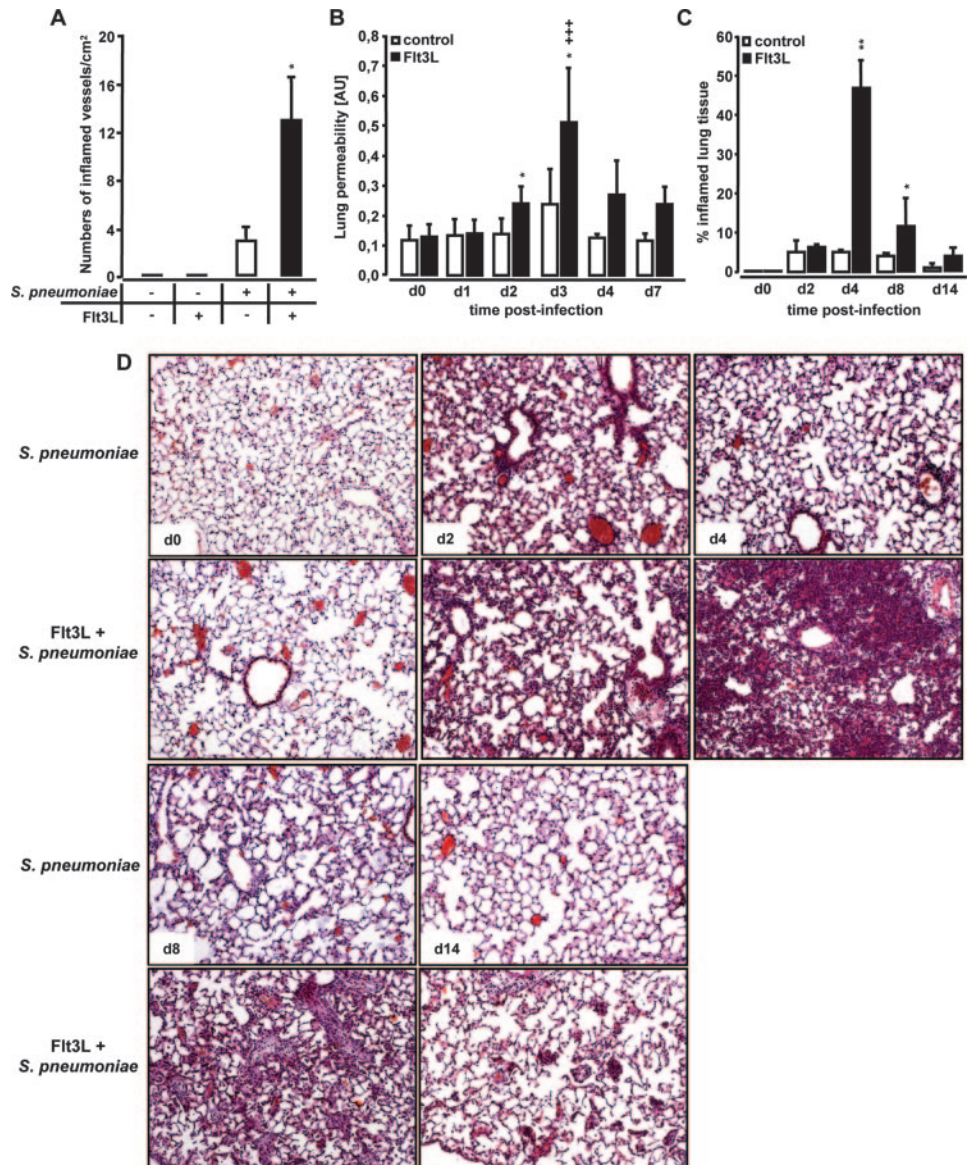 A
Numbers of inflamed vessels/cm²
20
16
12
8
4
0
*
S. pneumoniae - - + +
Flt3L - + - +
B
control
Flt3L
Lung permeability [AU]
0,8
0,7
0,6
0,5
0,4
0,3
0,2
0,1
0,0
*
* +++
d0 d1 d2 d3 d4 d7
time post-infection
C
control
Flt3L
% inflamed lung tissue
60
50
40
30
20
10
0
**
*
d0 d2 d4 d8 d14
time post-infection
D
S. pneumoniae
d0
d2
d4
Flt3L +
S. pneumoniae
S. pneumoniae
d8
d14
Flt3L +
S. pneumoniae